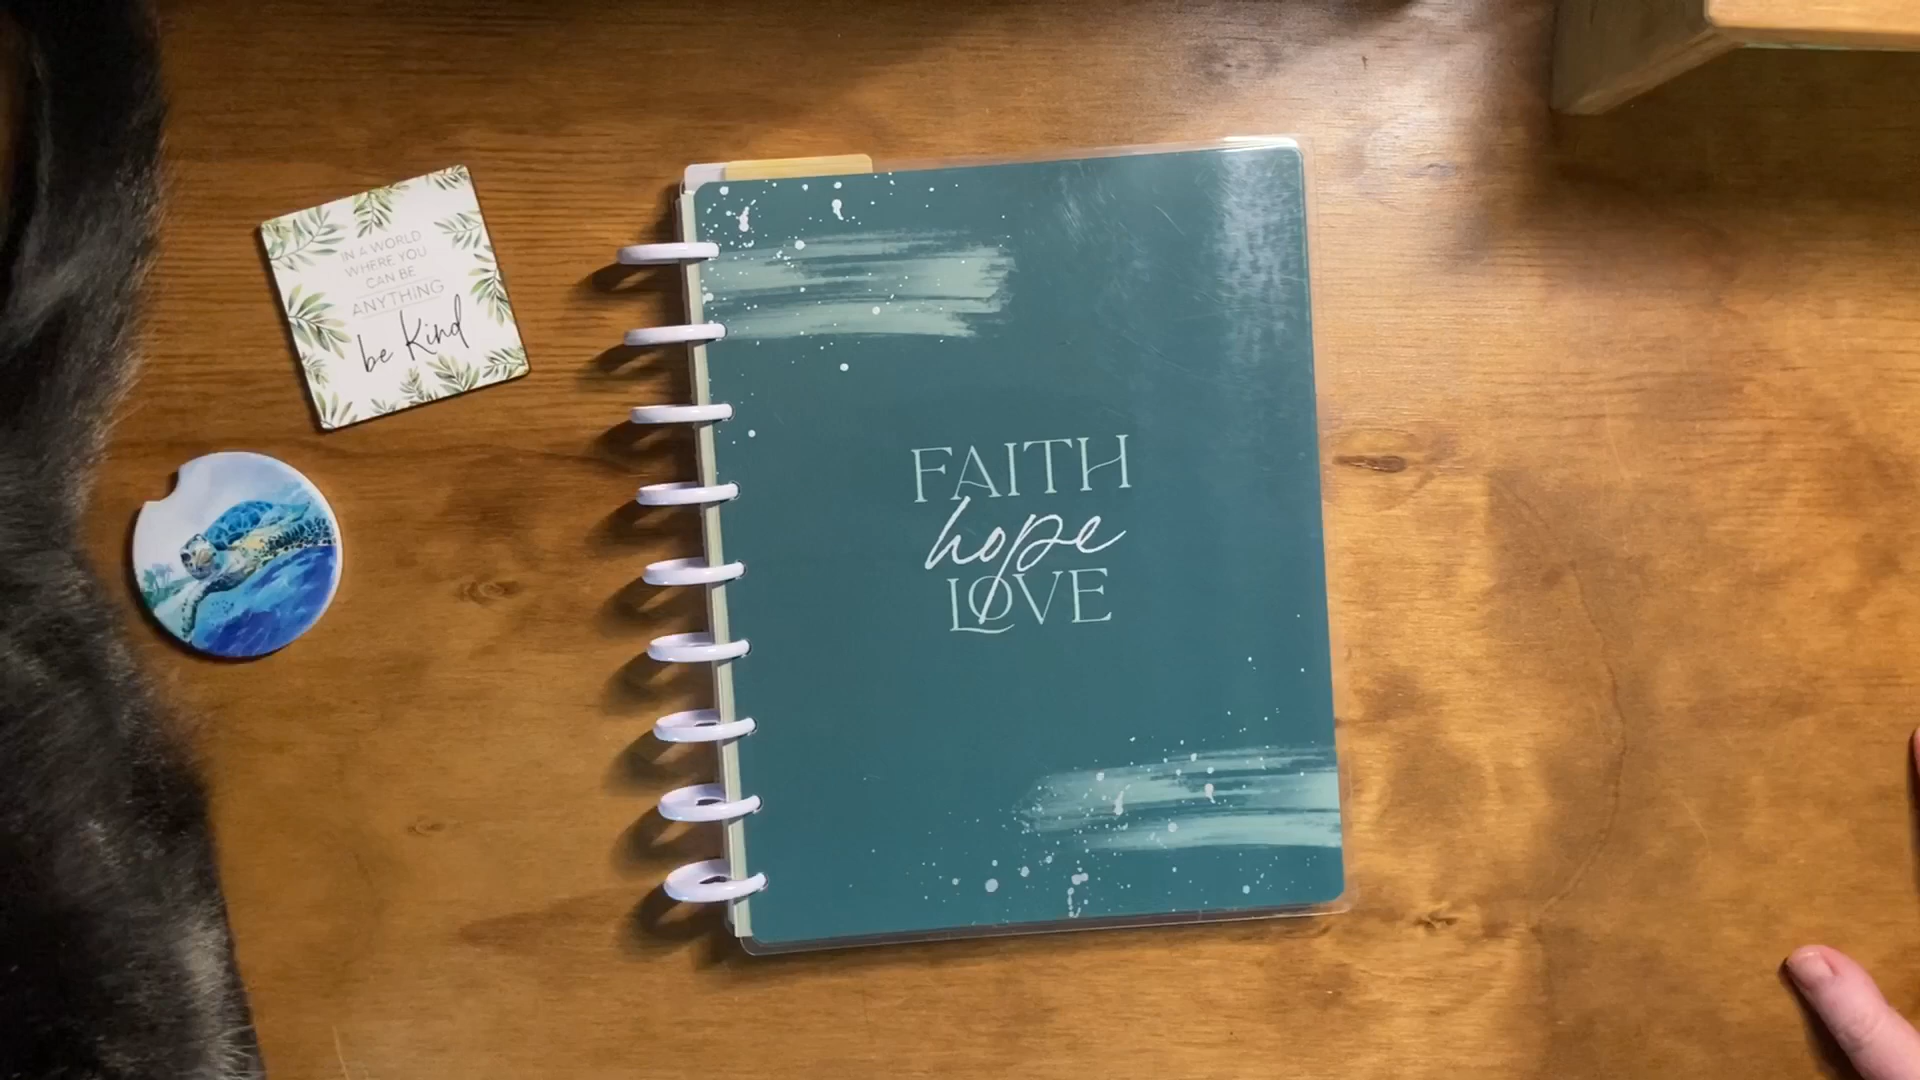 IN A WORLD
WHERE YOU
CAN BE
ANYTHING
be Kind
FAITH
hope
LOVE